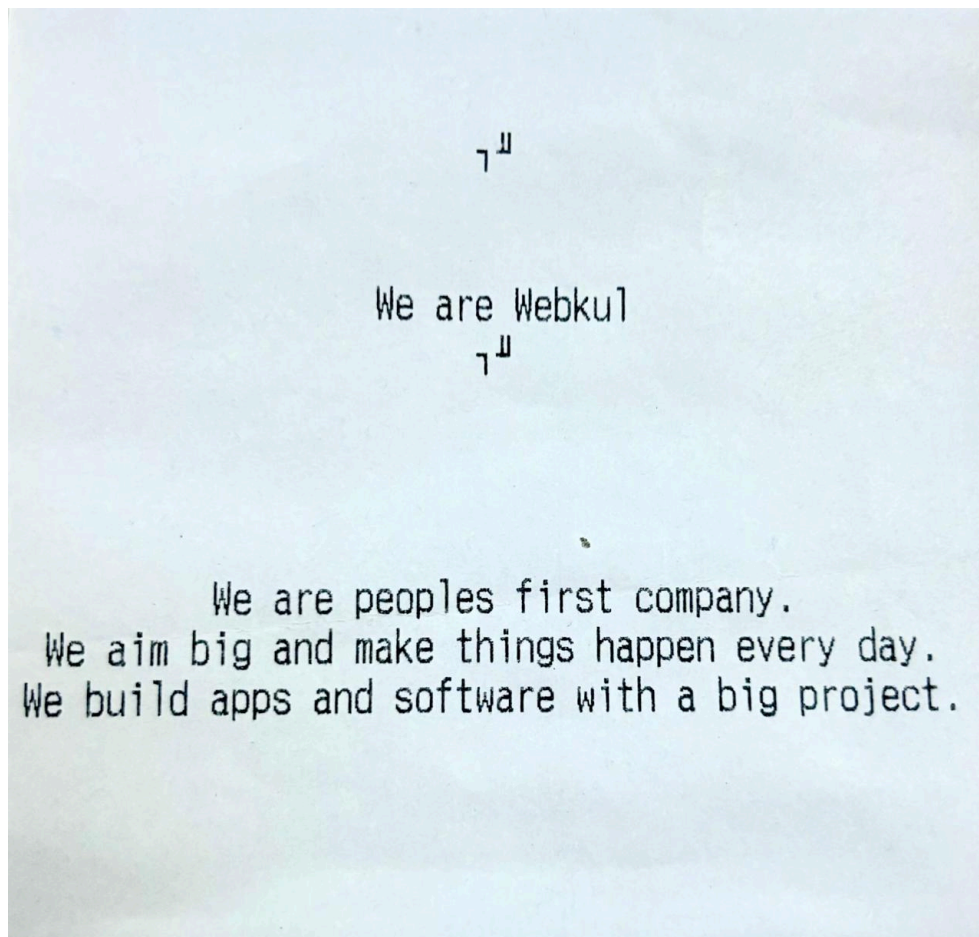 ┐╜
We are Webkul
┐╜
We are peoples first company.
We aim big and make things happen every day.
We build apps and software with a big project.